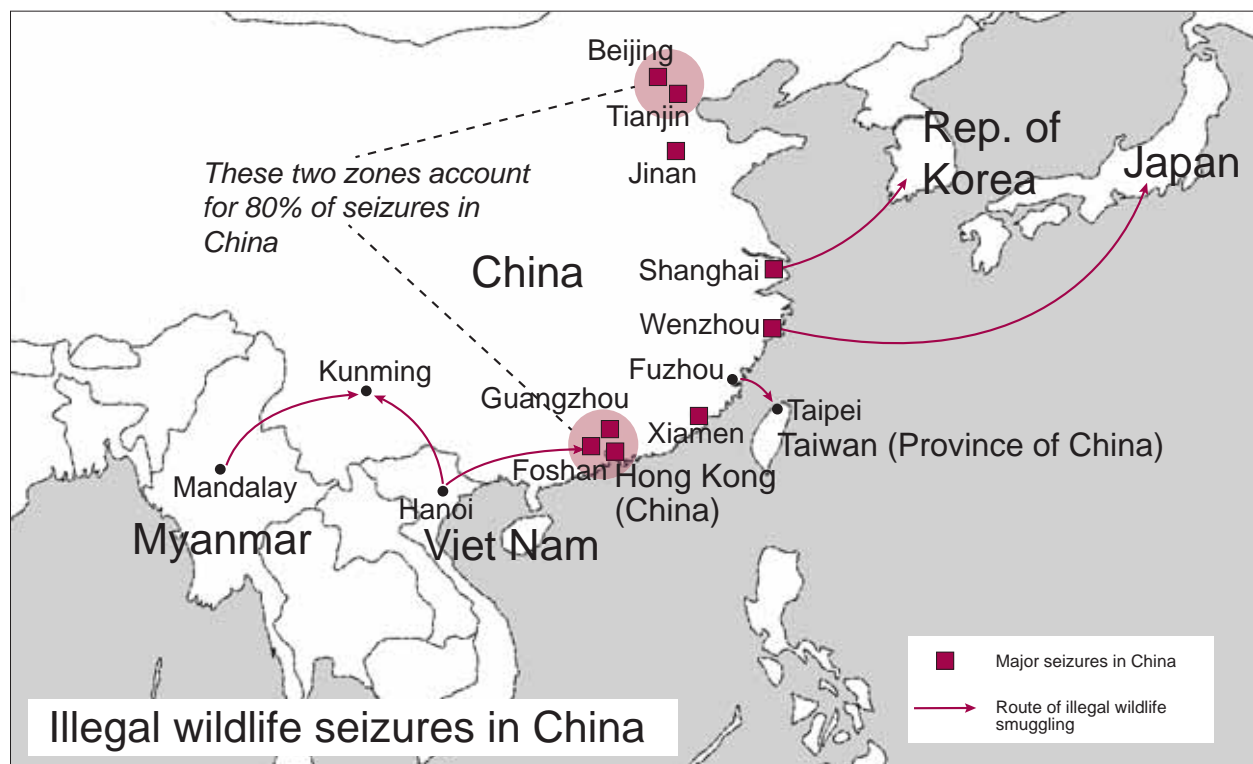 Beijing
Tianjin
Rep. of
Korea
Japan
These two zones account
for 80% of seizures in
China
Jinan
China
Shanghai
Wenzhou
Kunming
Fuzhou
Guangzhou
Xiamen
Taipei
Taiwan (Province of China)
Foshan
Hong Kong
(China)
Mandalay
Hanoi
Myanmar
Viet Nam
Major seizures in China
Route of illegal wildlife
smuggling
Illegal wildlife seizures in China